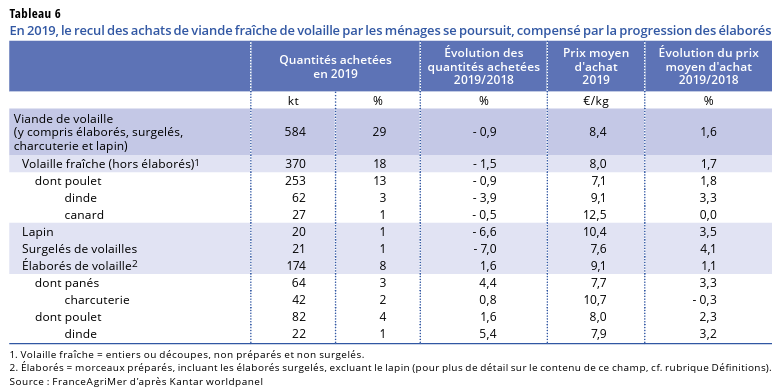 Tableau 6
En 2019, le recul des achats de viande fraîche de volaille par les ménages se poursuit, compensé par la progression des élaborés
Quantités achetées en 2019 | Évolution des quantités achetées 2019/2018 | Prix moyen d'achat 2019 | Évolution du prix moyen d'achat 2019/2018
kt | % | % | €/kg | %
Viande de volaille
(y compris élaborés, surgelés,
charcuterie et lapin) | 584 | 29 | - 0,9 | 8,4 | 1,6
Volaille fraîche (hors élaborés)1 | 370 | 18 | - 1,5 | 8,0 | 1,7
dont poulet | 253 | 13 | - 0,9 | 7,1 | 1,8
dinde | 62 | 3 | - 3,9 | 9,1 | 3,3
canard | 27 | 1 | - 0,5 | 12,5 | 0,0
Lapin | 20 | 1 | - 6,6 | 10,4 | 3,5
Surgelés de volailles | 21 | 1 | - 7,0 | 7,6 | 4,1
Élaborés de volaille2 | 174 | 8 | 1,6 | 9,1 | 1,1
dont panés | 64 | 3 | 4,4 | 7,7 | 3,3
charcuterie | 42 | 2 | 0,8 | 10,7 | - 0,3
dont poulet | 82 | 4 | 1,6 | 8,0 | 2,3
dinde | 22 | 1 | 5,4 | 7,9 | 3,2
1. Volaille fraîche = entiers ou découpes, non préparés et non surgelés.
2. Élaborés = morceaux préparés, incluant les élaborés surgelés, excluant le lapin (pour plus de détail sur le contenu de ce champ, cf. rubrique Définitions).
Source : FranceAgriMer d'après Kantar worldpanel